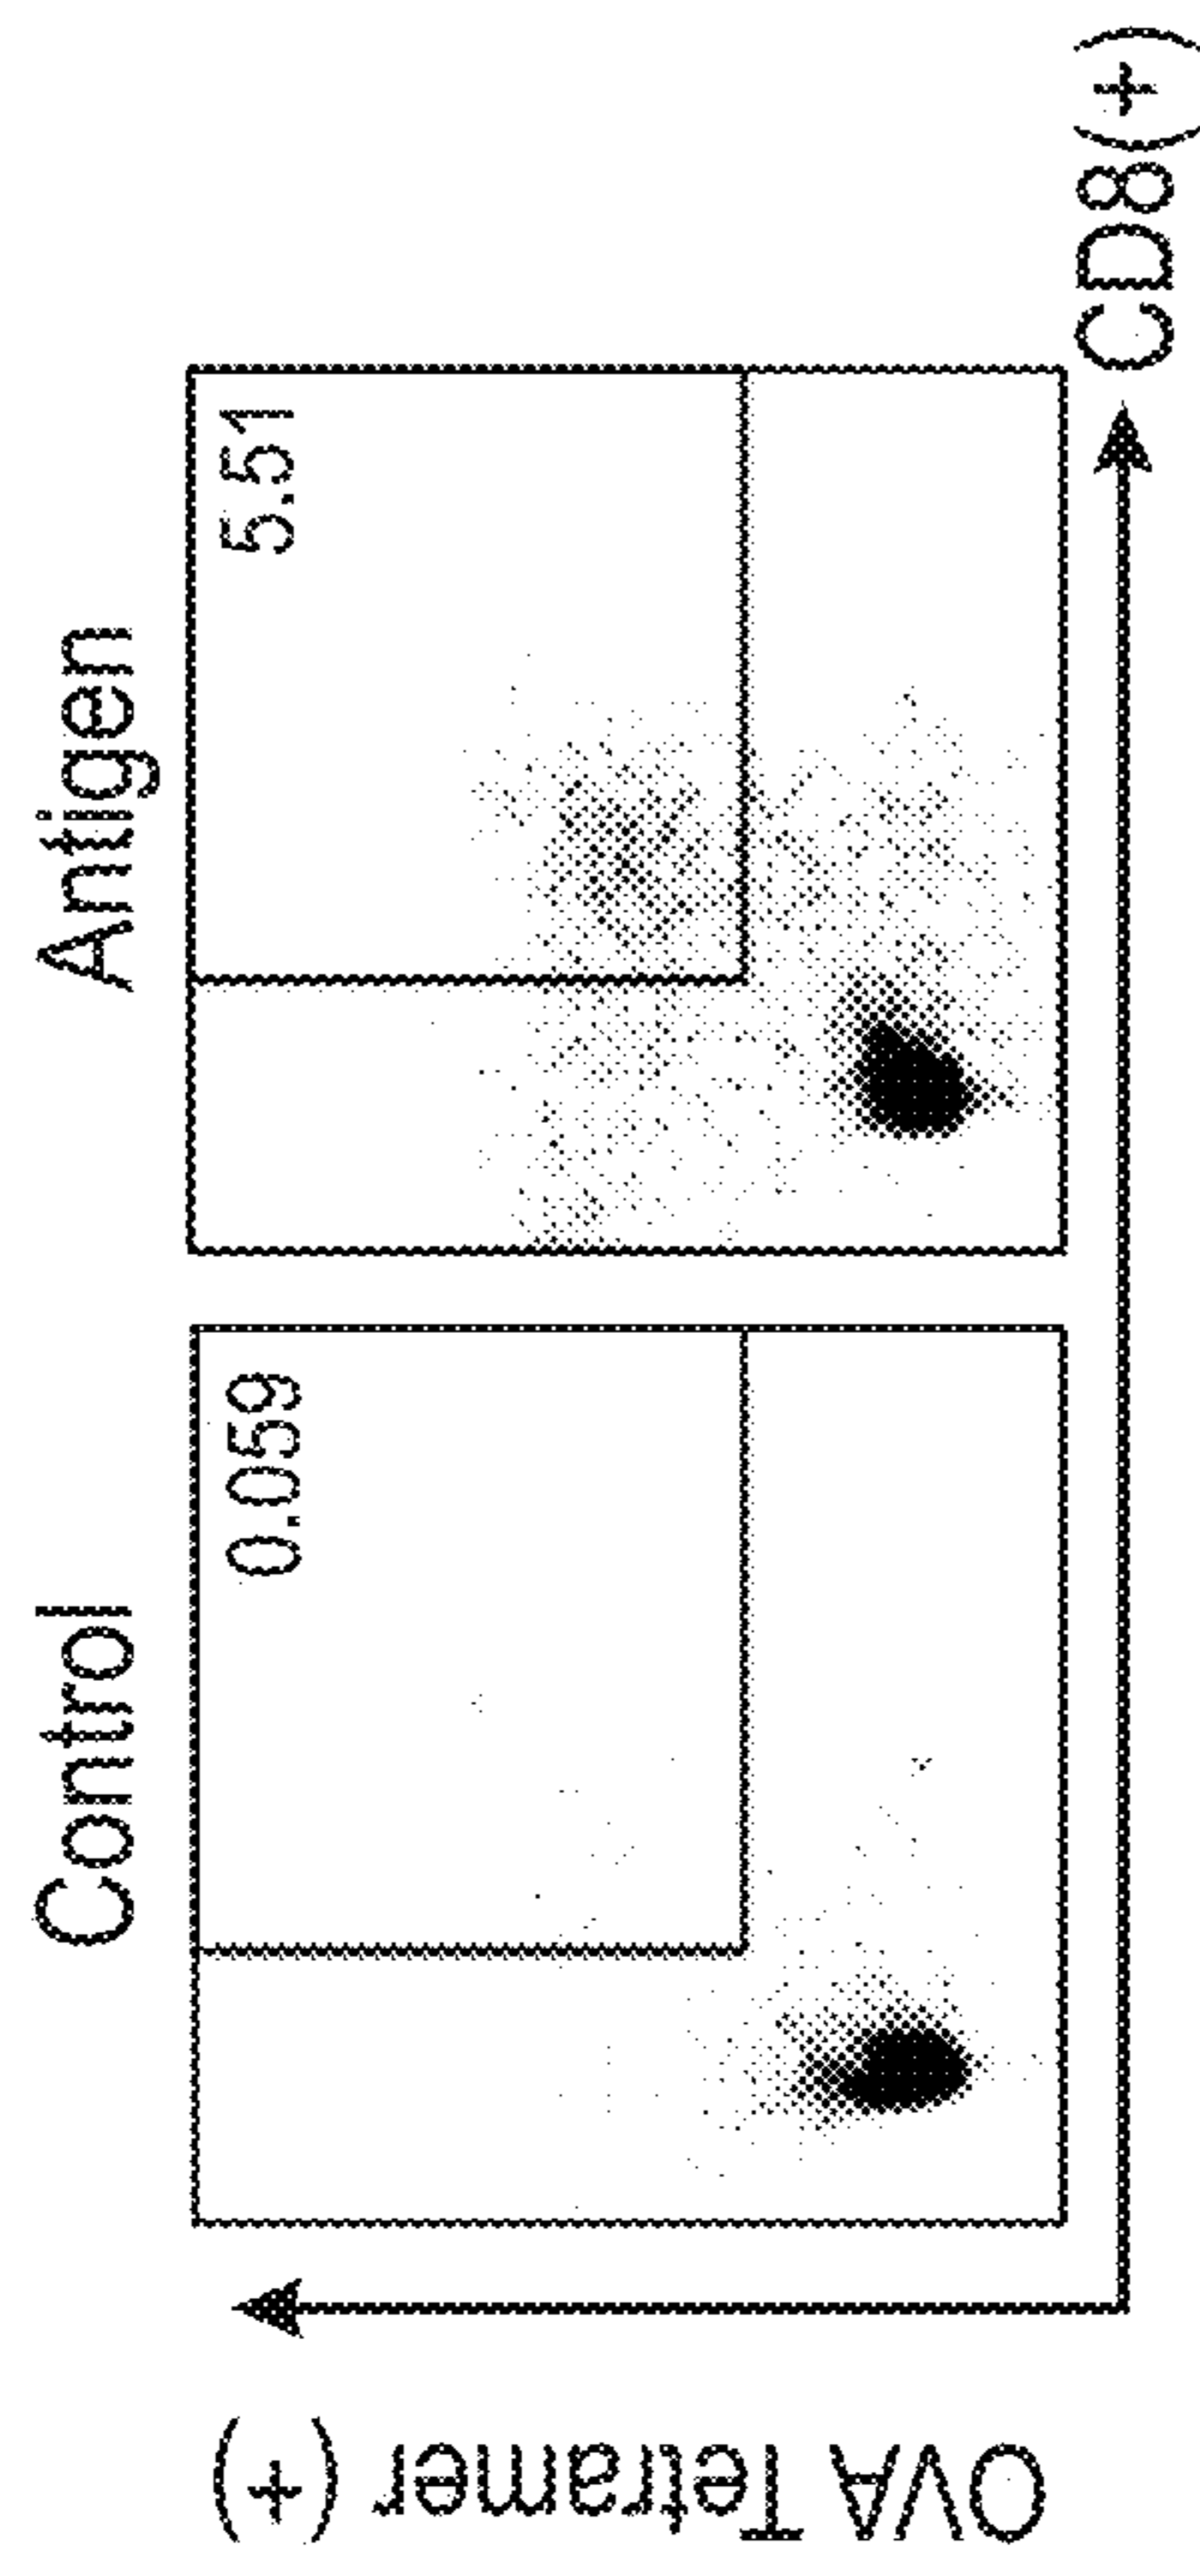 Control
Antigen
0.059
5.51
OVA Tetramer (+)
CD8(+)